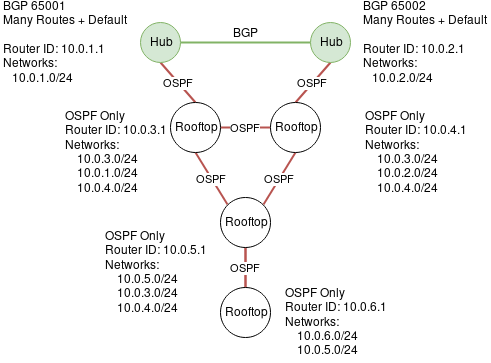 BGP 65001
Many Routes + Default
Router ID: 10.0.1.1
Networks:
10.0.1.0/24
Hub
BGP
Hub
BGP 65002
Many Routes + Default
Router ID: 10.0.2.1
Networks:
10.0.2.0/24
OSPF
OSPF
OSPF Only
Router ID: 10.0.3.1
Networks:
10.0.3.0/24
10.0.1.0/24
10.0.4.0/24
Rooftop
OSPF
Rooftop
OSPF Only
Router ID: 10.0.4.1
Networks:
10.0.3.0/24
10.0.2.0/24
10.0.4.0/24
OSPF
OSPF
Rooftop
OSPF Only
Router ID: 10.0.5.1
Networks:
10.0.5.0/24
10.0.3.0/24
10.0.4.0/24
OSPF
Rooftop
OSPF Only
Router ID: 10.0.6.1
Networks:
10.0.6.0/24
10.0.5.0/24